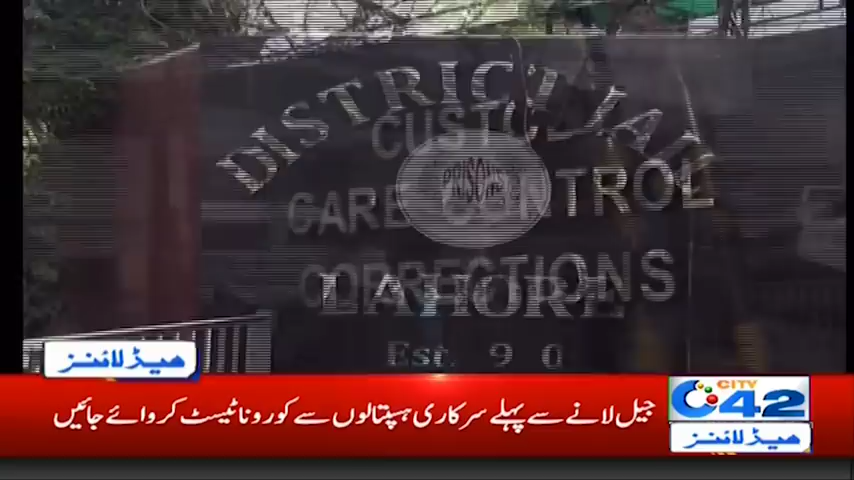 DISTRICT JAIL
CUSTODY
PRISONS
CARE CONTROL
CORRECTIONS
LAHORE
Est.
ہیڈلائنز
جیل لانے سے پہلے سرکاری ہسپتالوں سے کورونا ٹیسٹ کروائے جائیں
CITY
42
ہیڈلائنز